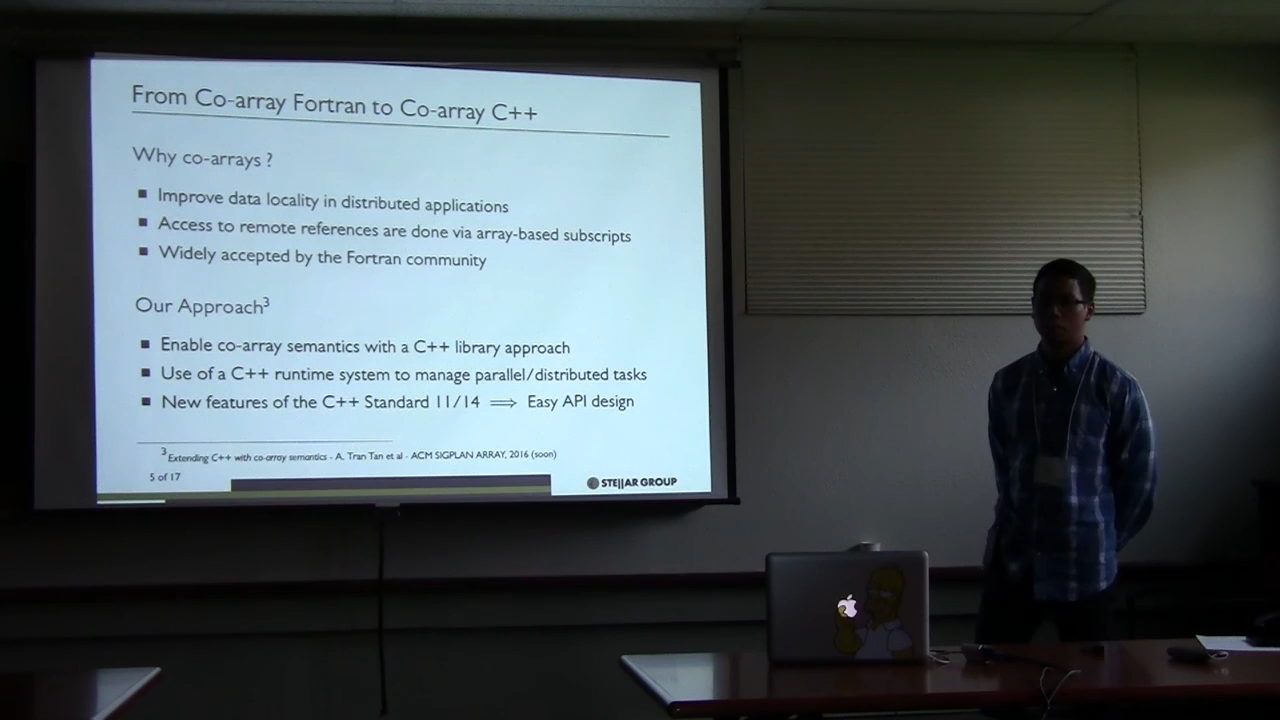 From Co-array Fortran to Co-array C++
Why co-arrays ?
Improve data locality in distributed applications
Access to remote references are done via array-based subscripts
Widely accepted by the Fortran community
Our Approach3
Enable co-array semantics with a C++ library approach
Use of a C++ runtime system to manage parallel/distributed tasks
New features of the C++ Standard 11/14 ⟹ Easy API design
3Extending C++ with co-array semantics - A. Tran Tan et al - ACM SIGPLAN ARRAY, 2016 (soon)
5 of 17
STE||AR GROUP